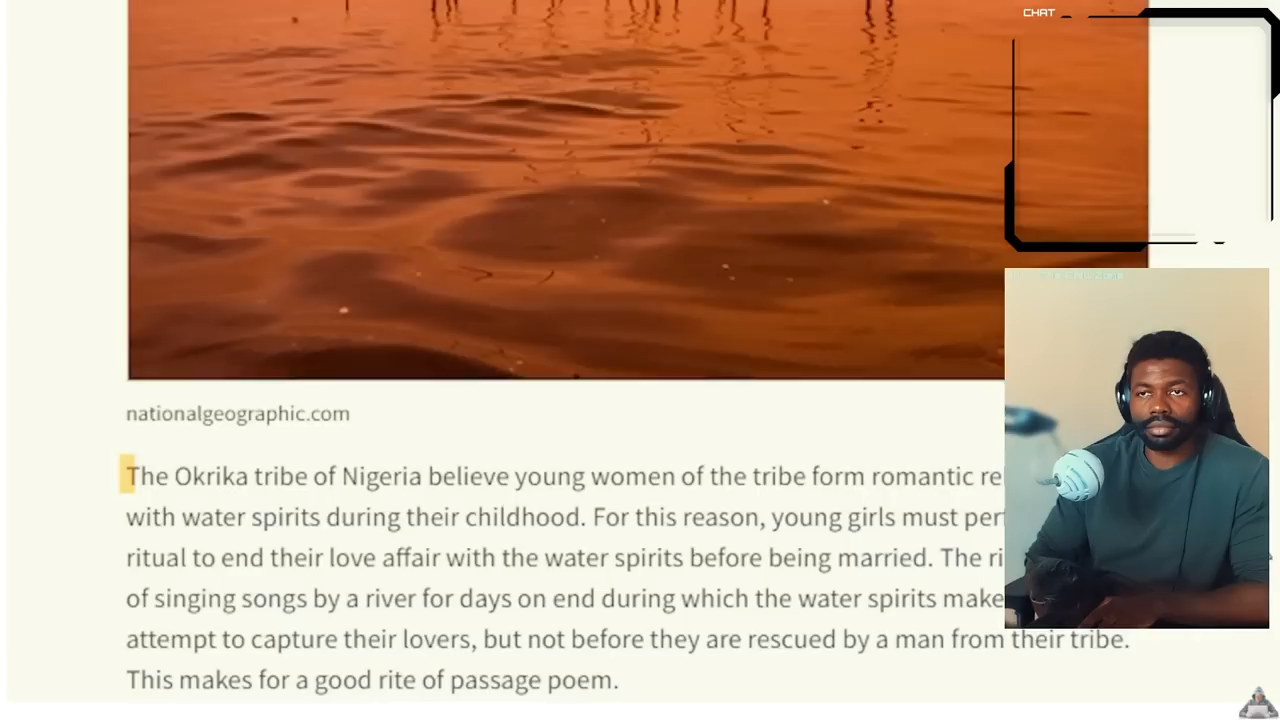 CHAT
nationalgeographic.com
The Okrika tribe of Nigeria believe young women of the tribe form romantic
with water spirits during their childhood. For this reason, young girls must
ritual to end their love affair with the water spirits before being married. The
of singing songs by a river for days on end during which the water spirits make
attempt to capture their lovers, but not before they are rescued by a man from their tribe.
This makes for a good rite of passage poem.